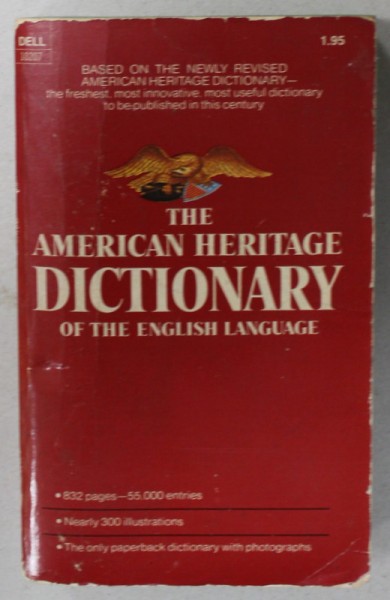 DELL
1.95
10207
BASED ON THE NEWLY REVISED
AMERICAN HERITAGE DICTIONARY—
the freshest, most innovative, most useful dictionary
to be published in this century
THE
AMERICAN HERITAGE
DICTIONARY
OF THE ENGLISH LANGUAGE
• 832 pages—55,000 entries
• Nearly 300 illustrations
• The only paperback dictionary with photographs